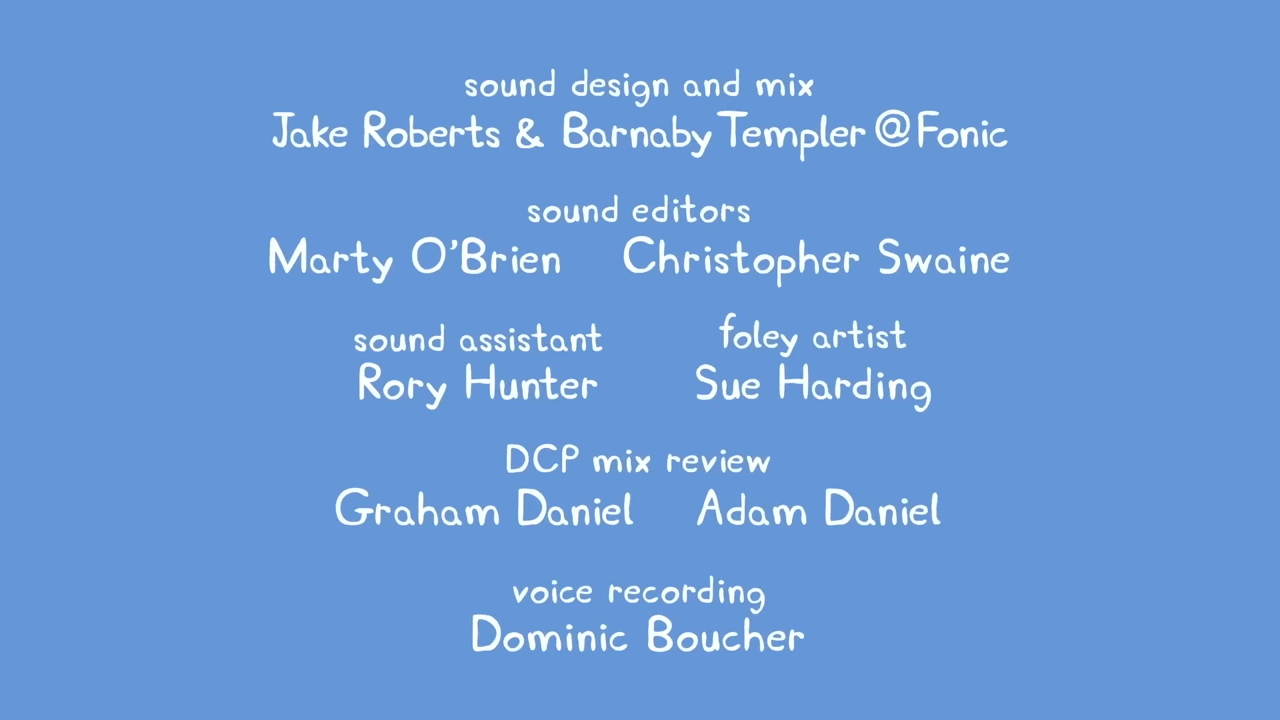 sound design and mix
Jake Roberts & Barnaby Templer @ Fonic
sound editors
Marty O'Brien Christopher Swaine
sound assistant foley artist
Rory Hunter Sue Harding
DCP mix review
Graham Daniel Adam Daniel
voice recording
Dominic Boucher